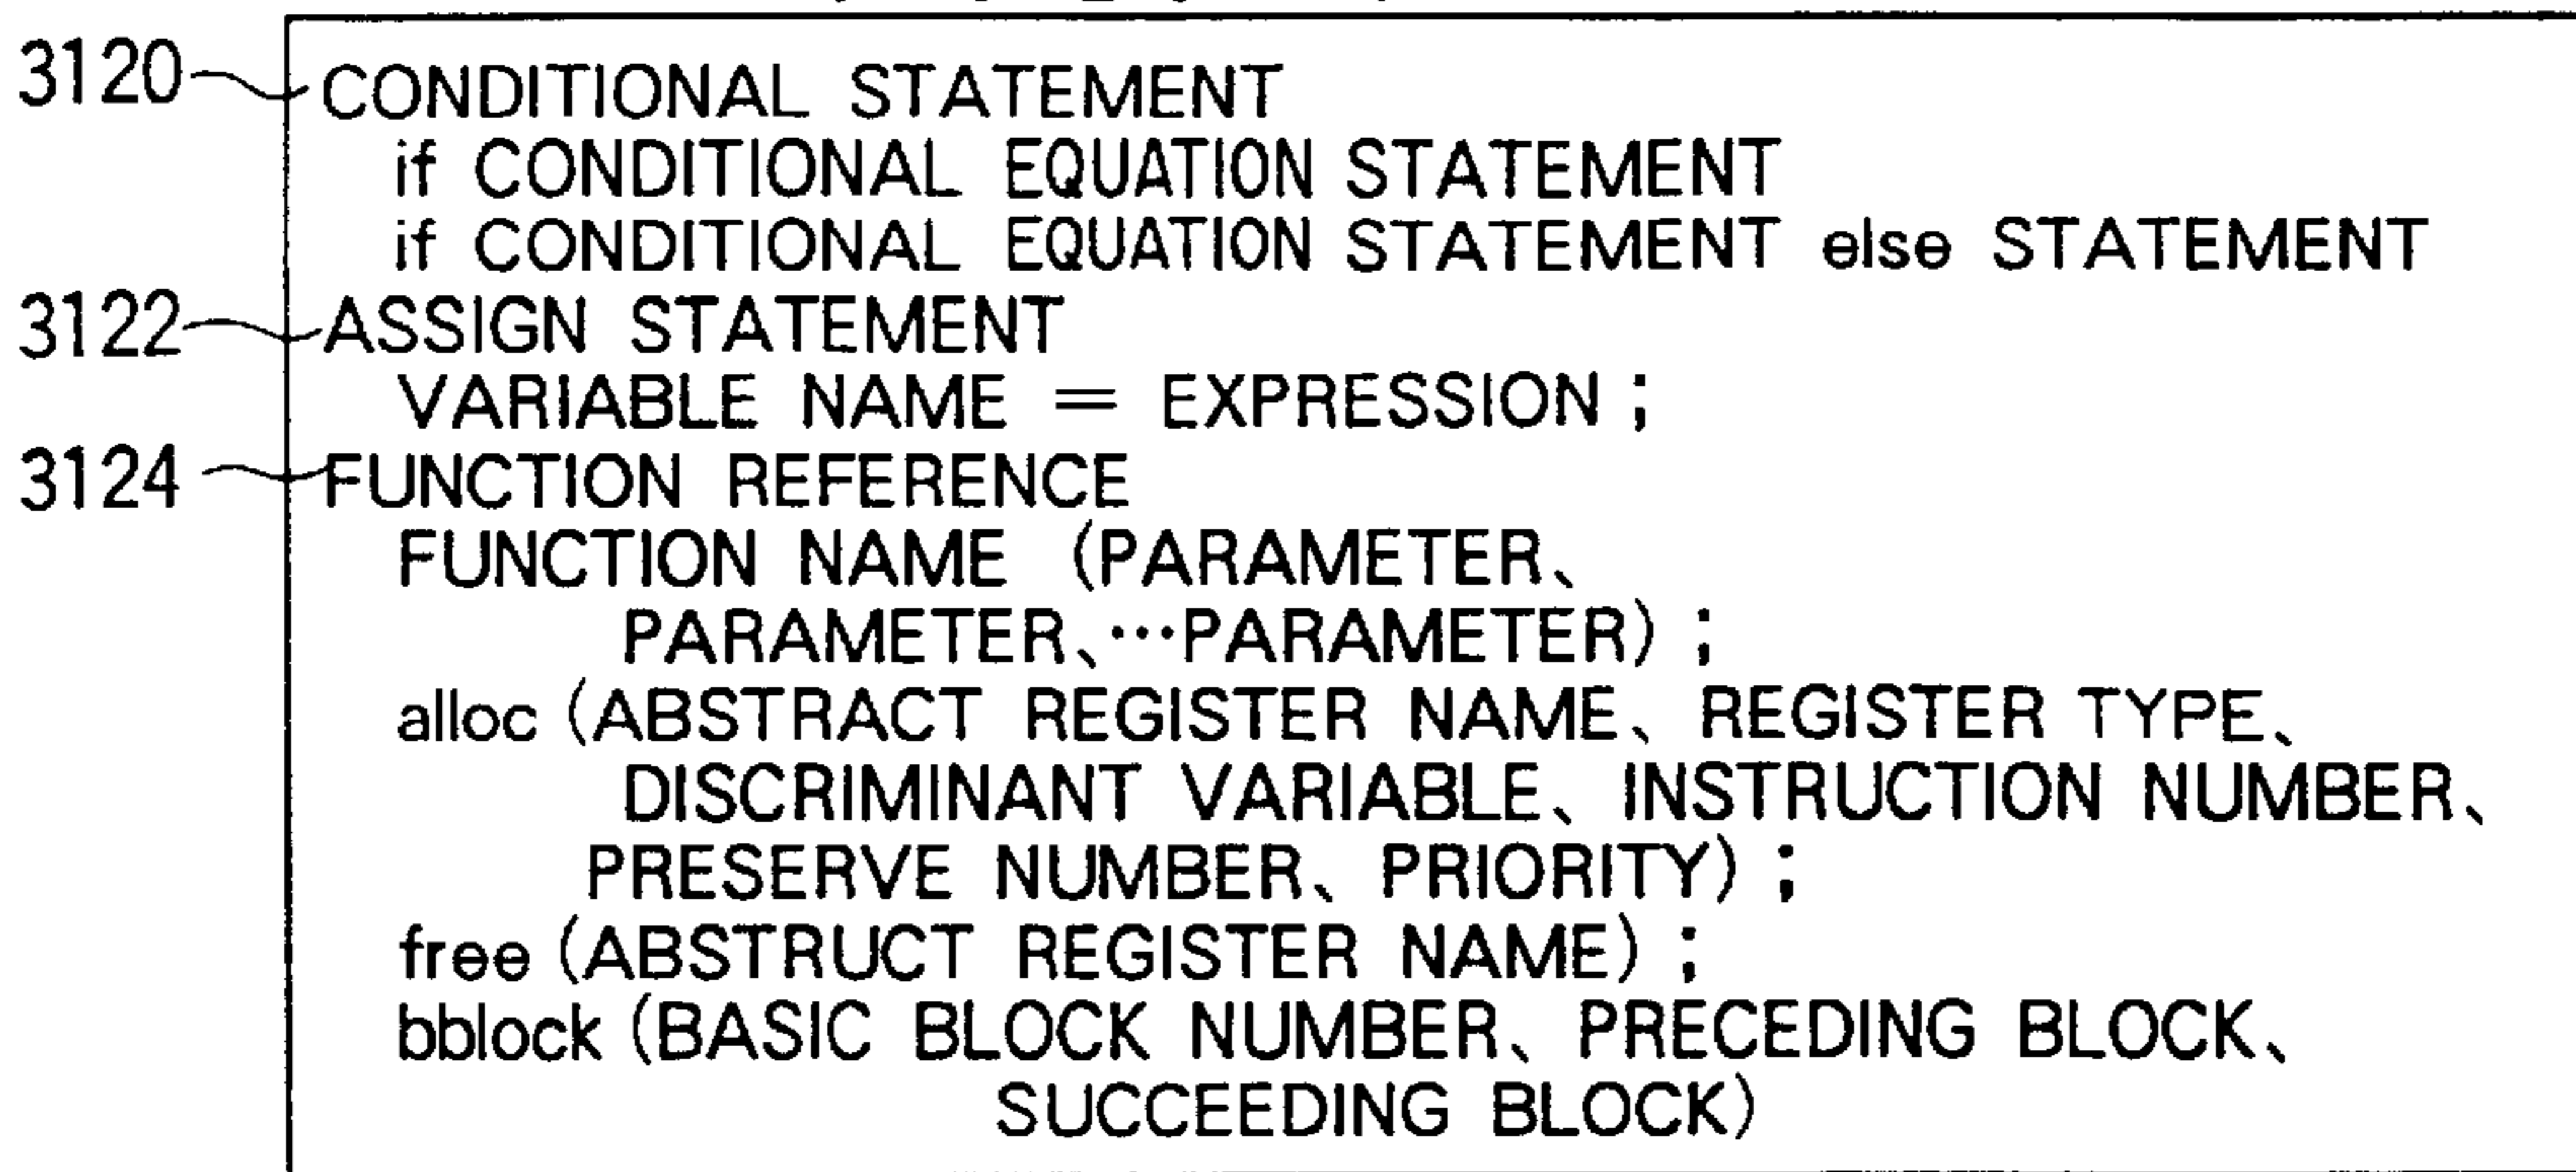 3120 CONDITIONAL STATEMENT
if CONDITIONAL EQUATION STATEMENT
if CONDITIONAL EQUATION STATEMENT else STATEMENT
3122 ASSIGN STATEMENT
VARIABLE NAME = EXPRESSION ;
3124 FUNCTION REFERENCE
FUNCTION NAME (PARAMETER、
PARAMETER、…PARAMETER) ;
alloc (ABSTRACT REGISTER NAME、REGISTER TYPE、
DISCRIMINANT VARIABLE、INSTRUCTION NUMBER、
PRESERVE NUMBER、PRIORITY) ;
free (ABSTRUCT REGISTER NAME) ;
bblock (BASIC BLOCK NUMBER、PRECEDING BLOCK、
SUCCEEDING BLOCK)